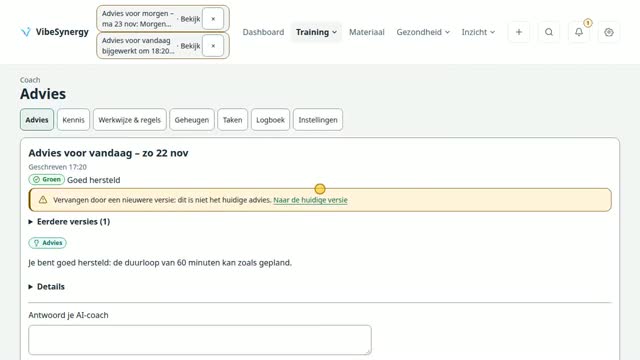 VibeSynergy
Advies voor morgen –
ma 23 nov: Morgen…
· Bekijk
×
Advies voor vandaag
bijgewerkt om 18:20…
· Bekijk
×
Dashboard
Training
Materiaal
Gezondheid
Inzicht
+
1
Coach
Advies
Advies
Kennis
Werkwijze & regels
Geheugen
Taken
Logboek
Instellingen
Advies voor vandaag – zo 22 nov
Geschreven 17:20
Groen Goed hersteld
Vervangen door een nieuwere versie: dit is niet het huidige advies. Naar de huidige versie
Eerdere versies (1)
Advies
Je bent goed hersteld: de duurloop van 60 minuten kan zoals gepland.
Details
Antwoord je AI-coach